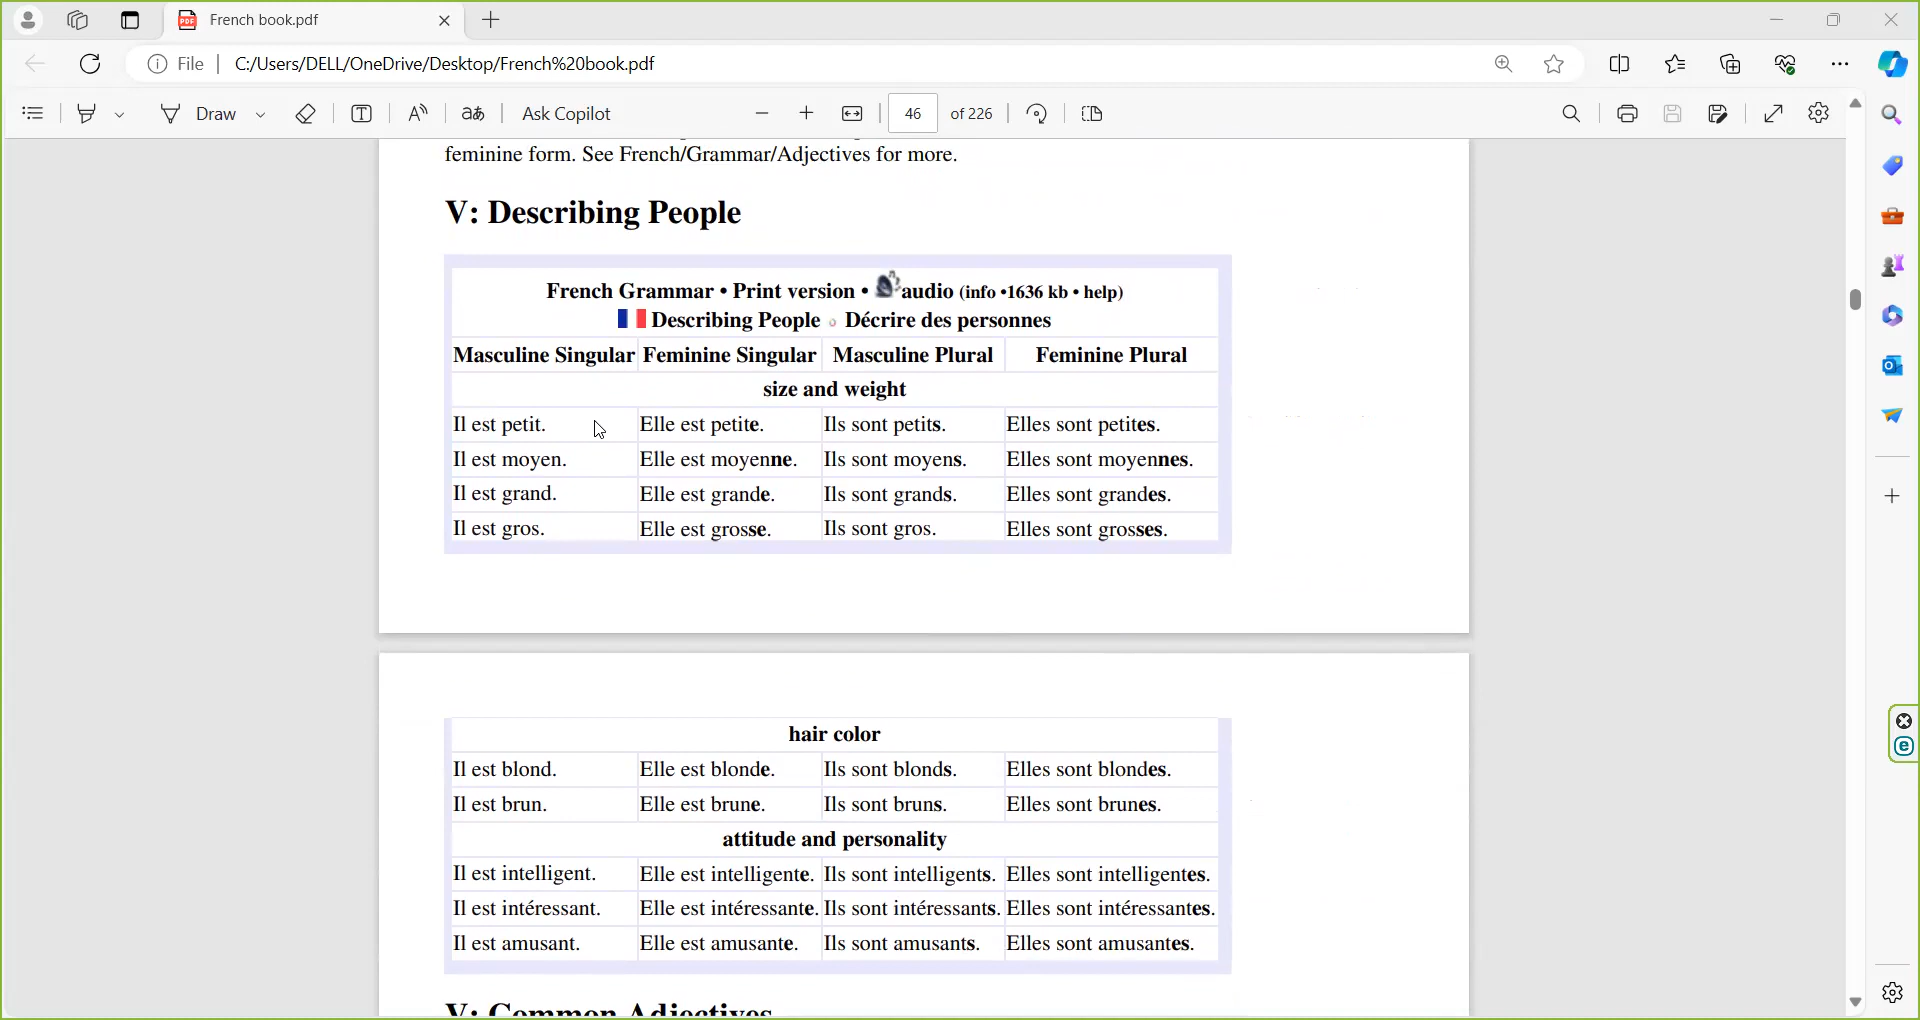 French book.pdf
File C:/Users/DELL/OneDrive/Desktop/French%20book.pdf
Draw Ask Copilot 46 of 226
feminine form. See French/Grammar/Adjectives for more.
V: Describing People
French Grammar • Print version • audio (info •1636 kb • help)
Describing People Décrire des personnes
Masculine Singular Feminine Singular Masculine Plural Feminine Plural
size and weight
Il est petit. Elle est petite. Ils sont petits. Elles sont petites.
Il est moyen. Elle est moyenne. Ils sont moyens. Elles sont moyennes.
Il est grand. Elle est grande. Ils sont grands. Elles sont grandes.
Il est gros. Elle est grosse. Ils sont gros. Elles sont grosses.
hair color
Il est blond. Elle est blonde. Ils sont blonds. Elles sont blondes.
Il est brun. Elle est brune. Ils sont bruns. Elles sont brunes.
attitude and personality
Il est intelligent. Elle est intelligente. Ils sont intelligents. Elles sont intelligentes.
Il est intéressant. Elle est intéressante. Ils sont intéressants. Elles sont intéressantes.
Il est amusant. Elle est amusante. Ils sont amusants. Elles sont amusantes.
V: Common Adjectives